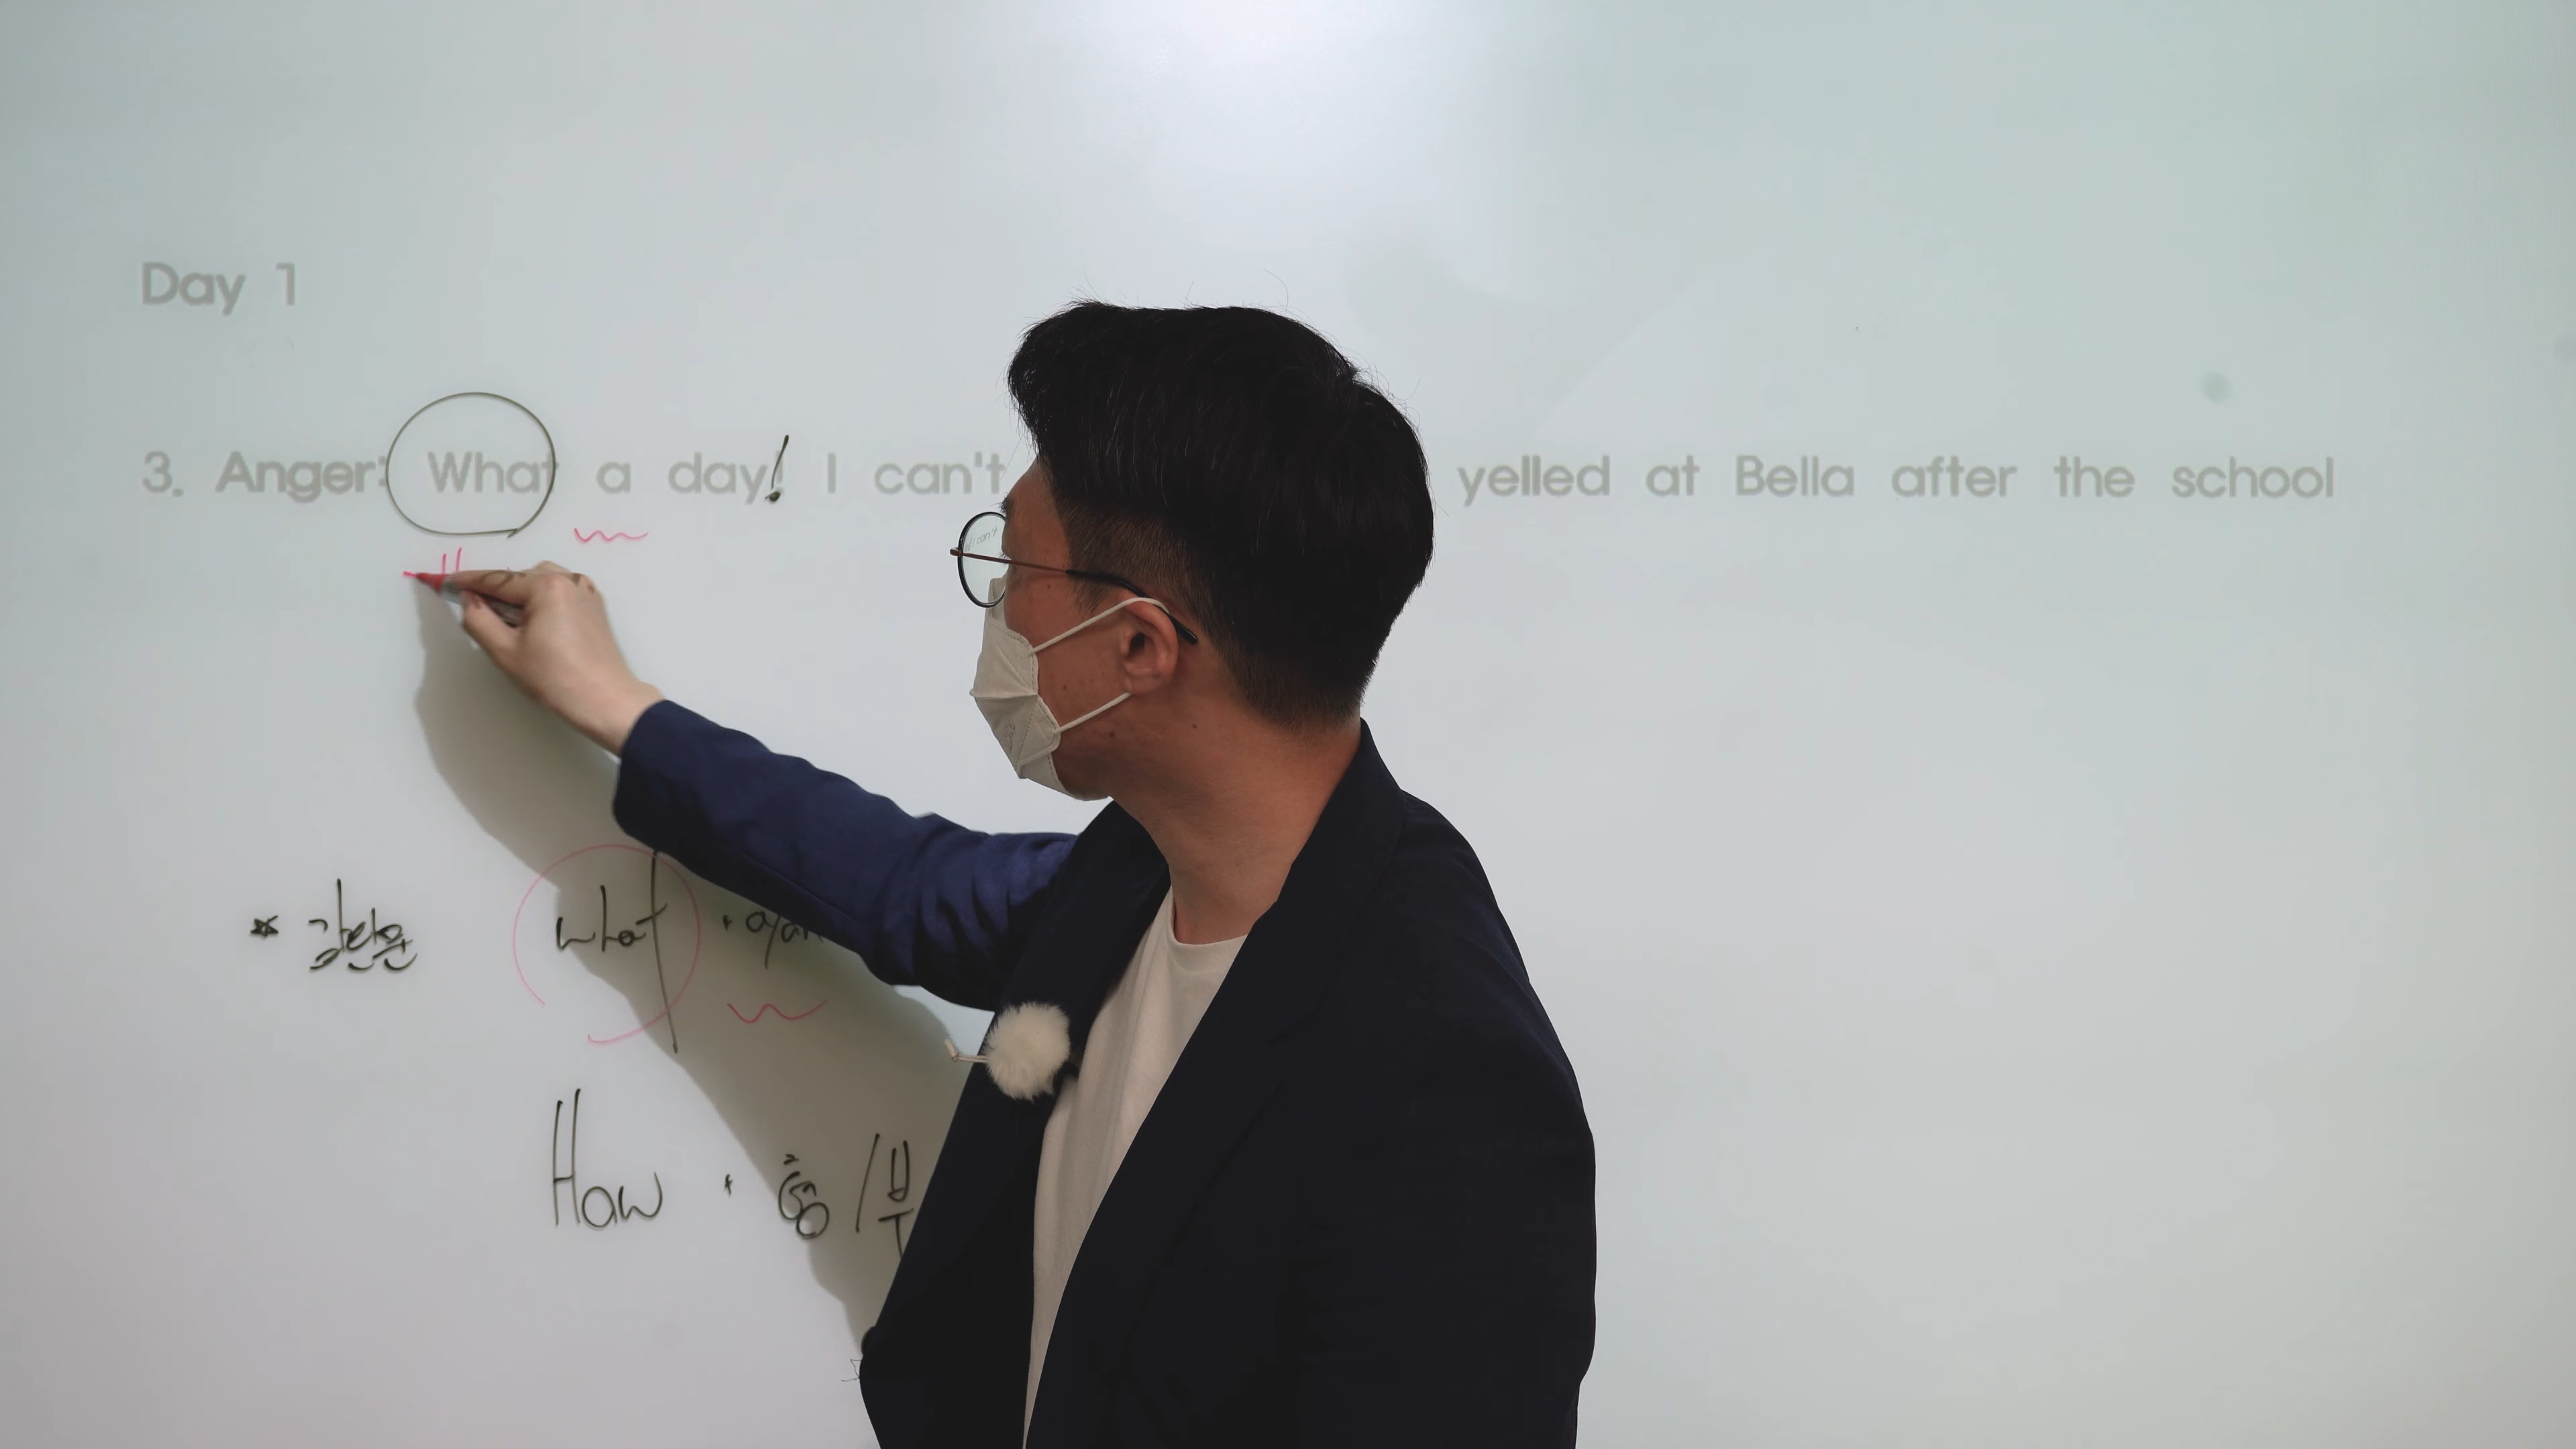 Day 1
3. Anger: What a day! I can't yelled at Bella after the school
* 감탄문 what + a/an
How + 형/부